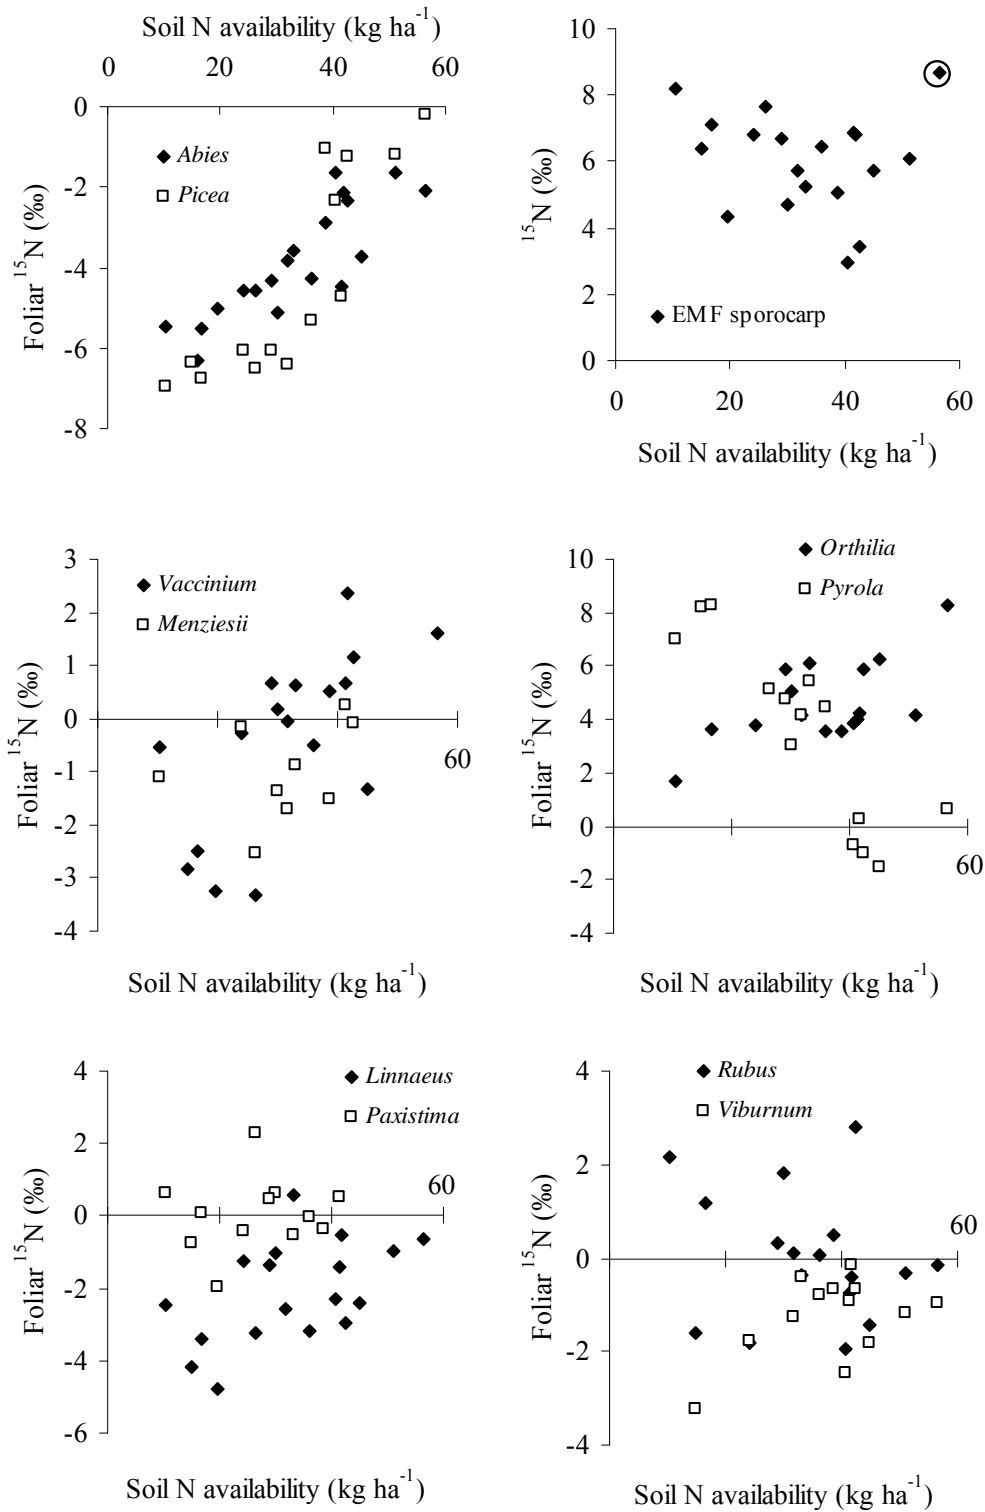 Soil N availability (kg ha⁻¹)
0 20 40 60
0
-2
-4
-6
-8
Foliar ¹⁵N (‰)
Abies
Picea
10
8
6
4
2
0
¹⁵N (‰)
EMF sporocarp
0 20 40 60
Soil N availability (kg ha⁻¹)
3
2
1
0
-1
-2
-3
-4
Foliar ¹⁵N (‰)
Vaccinium
Menziesii
60
Soil N availability (kg ha⁻¹)
10
8
6
4
2
0
-2
-4
Foliar ¹⁵N (‰)
Orthilia
Pyrola
60
Soil N availability (kg ha⁻¹)
4
2
0
-2
-4
-6
Foliar ¹⁵N (‰)
Linnaeus
Paxistima
60
Soil N availability (kg ha⁻¹)
4
2
0
-2
-4
Foliar ¹⁵N (‰)
Rubus
Viburnum
60
Soil N availability (kg ha⁻¹)